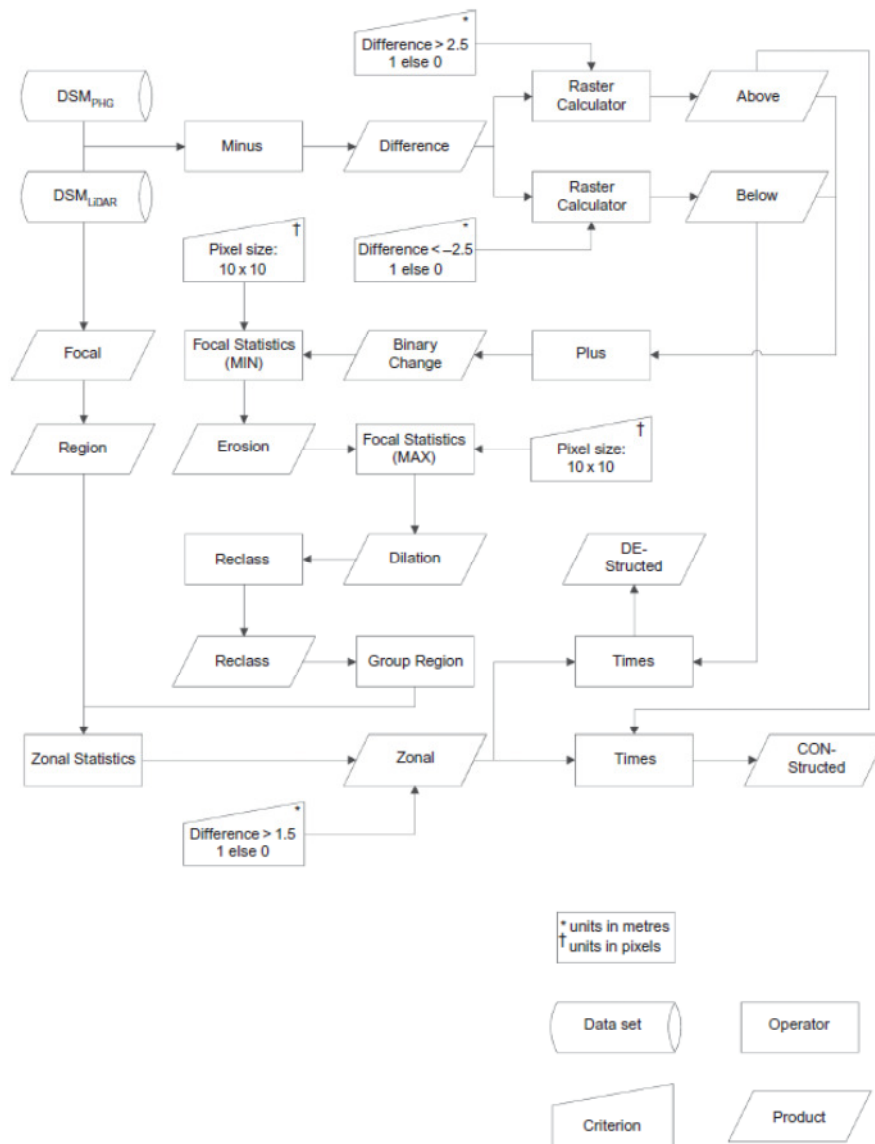 Difference > 2.5
1 else 0
*
DSM_PHG
Raster
Calculator
Above
Minus
Difference
DSM_LiDAR
Raster
Calculator
Below
Pixel size:
10 x 10
†
Difference < –2.5
1 else 0
*
Focal
Focal Statistics
(MIN)
Binary
Change
Plus
Region
Erosion
Focal Statistics
(MAX)
Pixel size:
10 x 10
†
Reclass
Dilation
DE-
Structed
Reclass
Group Region
Times
Zonal Statistics
Zonal
Times
CON-
Structed
Difference > 1.5
1 else 0
*
* units in metres
† units in pixels
Data set
Operator
Criterion
Product